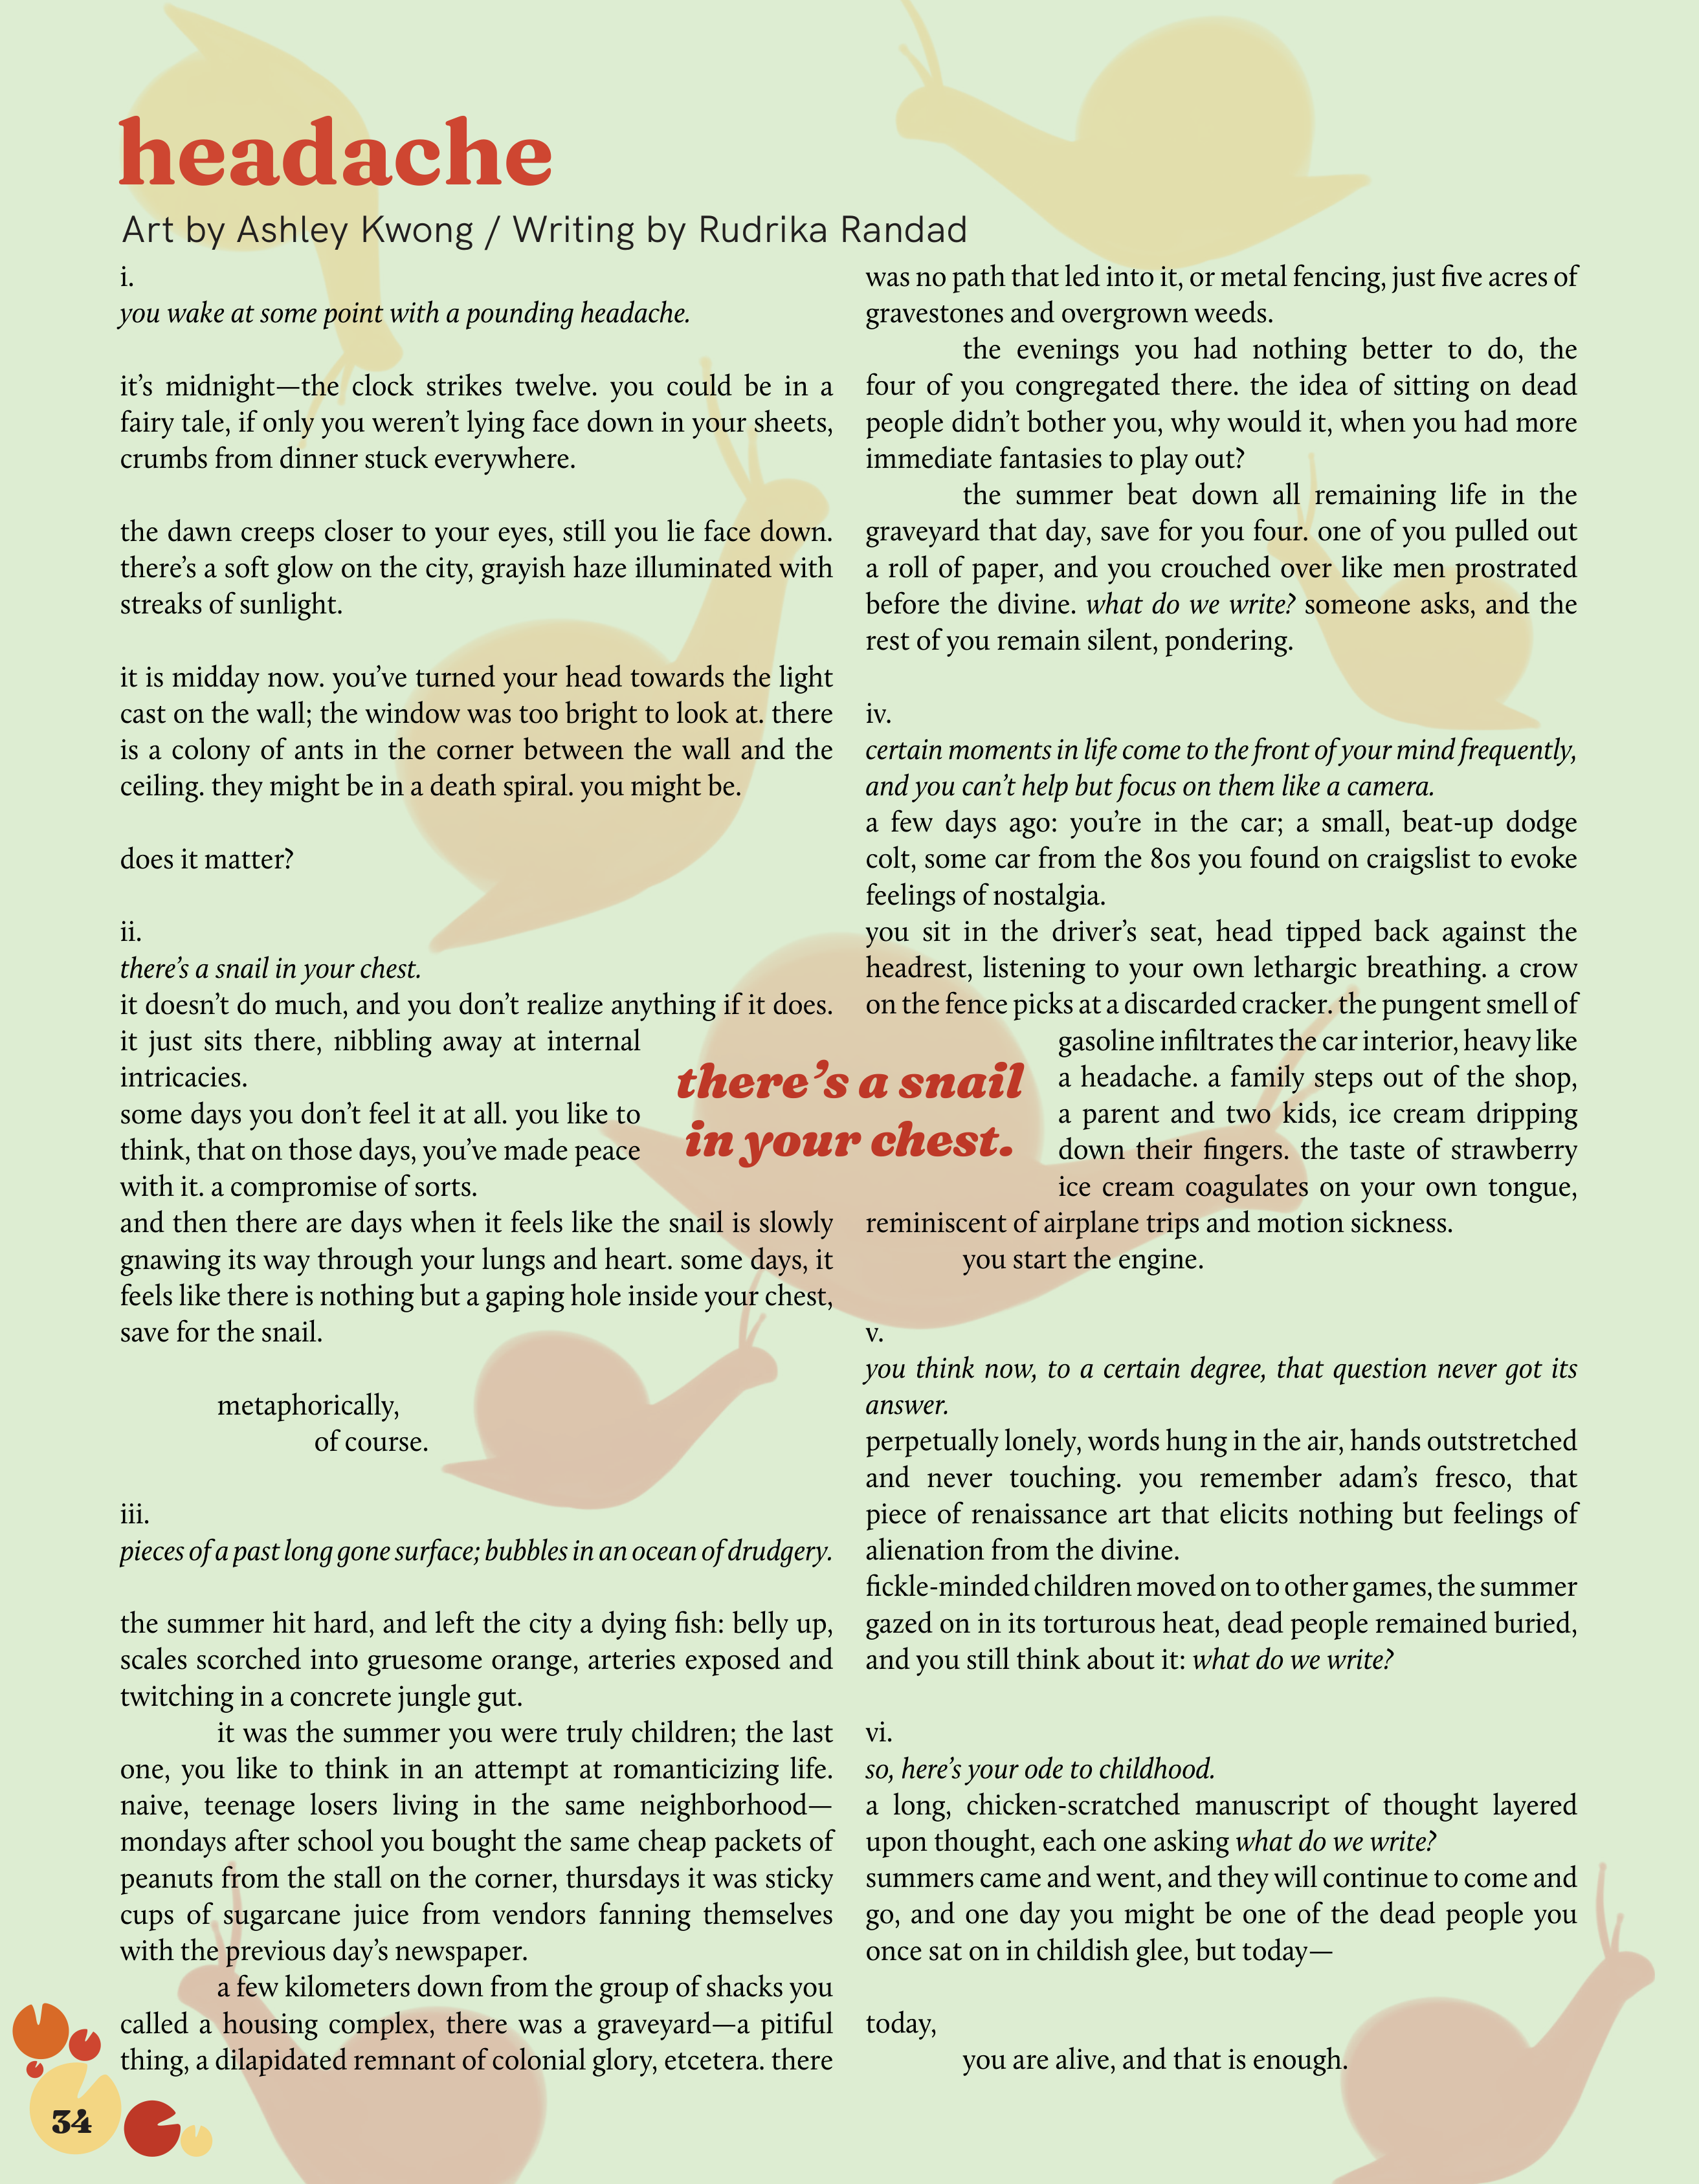 headache
Art by Ashley Kwong / Writing by Rudrika Randad
i.
you wake at some point with a pounding headache.
it's midnight—the clock strikes twelve. you could be in a
fairy tale, if only you weren't lying face down in your sheets,
crumbs from dinner stuck everywhere.
the dawn creeps closer to your eyes, still you lie face down.
there's a soft glow on the city, grayish haze illuminated with
streaks of sunlight.
it is midday now. you've turned your head towards the light
cast on the wall; the window was too bright to look at. there
is a colony of ants in the corner between the wall and the
ceiling. they might be in a death spiral. you might be.
does it matter?
ii.
there's a snail in your chest.
it doesn't do much, and you don't realize anything if it does.
it just sits there, nibbling away at internal
intricacies.
some days you don't feel it at all. you like to
think, that on those days, you've made peace
with it. a compromise of sorts.
and then there are days when it feels like the snail is slowly
gnawing its way through your lungs and heart. some days, it
feels like there is nothing but a gaping hole inside your chest,
save for the snail.
metaphorically,
of course.
iii.
pieces of a past long gone surface; bubbles in an ocean of drudgery.
the summer hit hard, and left the city a dying fish: belly up,
scales scorched into gruesome orange, arteries exposed and
twitching in a concrete jungle gut.
it was the summer you were truly children; the last
one, you like to think in an attempt at romanticizing life.
naive, teenage losers living in the same neighborhood—
mondays after school you bought the same cheap packets of
peanuts from the stall on the corner, thursdays it was sticky
cups of sugarcane juice from vendors fanning themselves
with the previous day's newspaper.
a few kilometers down from the group of shacks you
called a housing complex, there was a graveyard—a pitiful
thing, a dilapidated remnant of colonial glory, etcetera. there
there's a snail
in your chest.
was no path that led into it, or metal fencing, just five acres of
gravestones and overgrown weeds.
the evenings you had nothing better to do, the
four of you congregated there. the idea of sitting on dead
people didn't bother you, why would it, when you had more
immediate fantasies to play out?
the summer beat down all remaining life in the
graveyard that day, save for you four. one of you pulled out
a roll of paper, and you crouched over like men prostrated
before the divine. what do we write? someone asks, and the
rest of you remain silent, pondering.
iv.
certain moments in life come to the front of your mind frequently,
and you can't help but focus on them like a camera.
a few days ago: you're in the car; a small, beat-up dodge
colt, some car from the 80s you found on craigslist to evoke
feelings of nostalgia.
you sit in the driver's seat, head tipped back against the
headrest, listening to your own lethargic breathing. a crow
on the fence picks at a discarded cracker. the pungent smell of
gasoline infiltrates the car interior, heavy like
a headache. a family steps out of the shop,
a parent and two kids, ice cream dripping
down their fingers. the taste of strawberry
ice cream coagulates on your own tongue,
reminiscent of airplane trips and motion sickness.
you start the engine.
v.
you think now, to a certain degree, that question never got its
answer.
perpetually lonely, words hung in the air, hands outstretched
and never touching. you remember adam's fresco, that
piece of renaissance art that elicits nothing but feelings of
alienation from the divine.
fickle-minded children moved on to other games, the summer
gazed on in its torturous heat, dead people remained buried,
and you still think about it: what do we write?
vi.
so, here's your ode to childhood.
a long, chicken-scratched manuscript of thought layered
upon thought, each one asking what do we write?
summers came and went, and they will continue to come and
go, and one day you might be one of the dead people you
once sat on in childish glee, but today—
today,
you are alive, and that is enough.
34